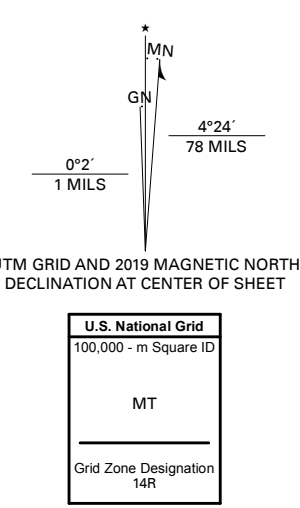 ★
MN
GN
4°24´
78 MILS
0°2´
1 MILS
UTM GRID AND 2019 MAGNETIC NORTH
DECLINATION AT CENTER OF SHEET
U.S. National Grid
100,000 - m Square ID
MT
Grid Zone Designation
14R